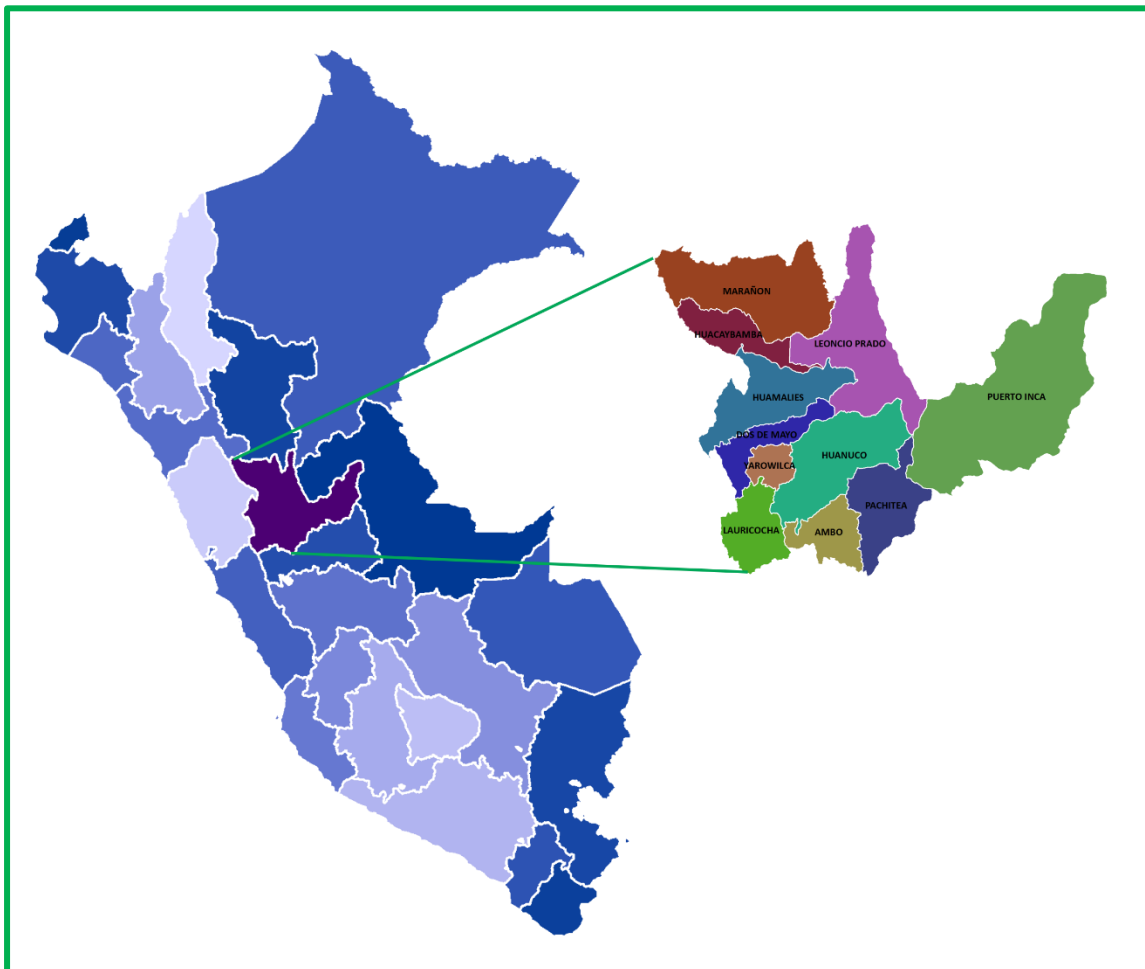 MARAÑON
HUACAYBAMBA
LEONCIO PRADO
HUAMALIES
PUERTO INCA
DOS DE MAYO
HUANUCO
YAROWILCA
PACHITEA
LAURICOCHA
AMBO